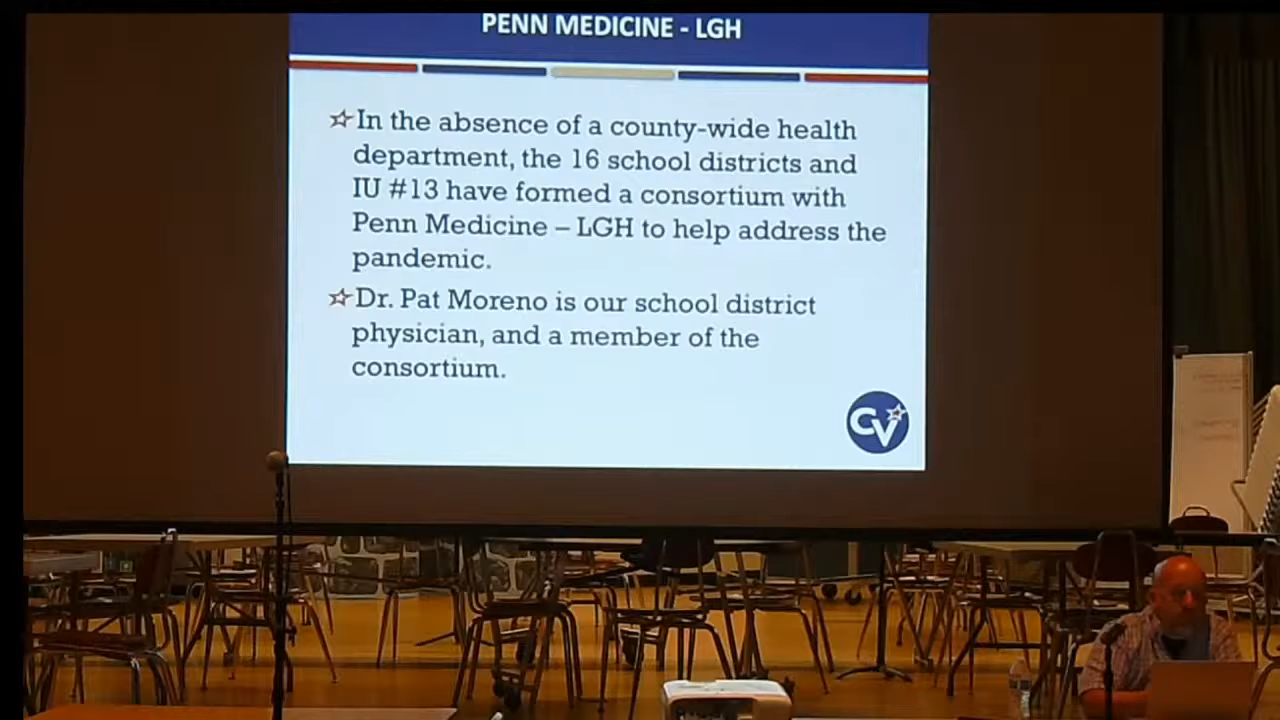 PENN MEDICINE - LGH
☆In the absence of a county-wide health
department, the 16 school districts and
IU #13 have formed a consortium with
Penn Medicine – LGH to help address the
pandemic.
☆Dr. Pat Moreno is our school district
physician, and a member of the
consortium.
CV